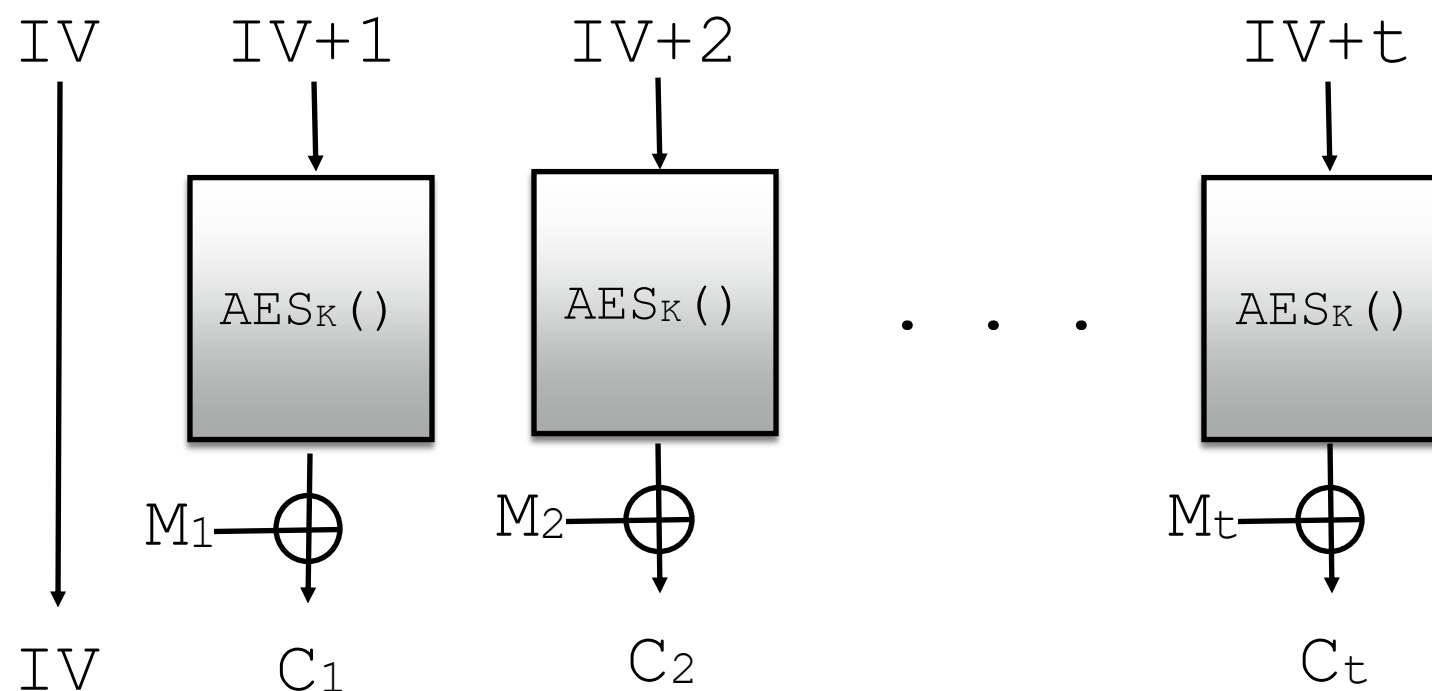 IV IV+1 IV+2 IV+t
AESK() AESK() . . . AESK()
M1 M2 Mt
IV C1 C2 Ct